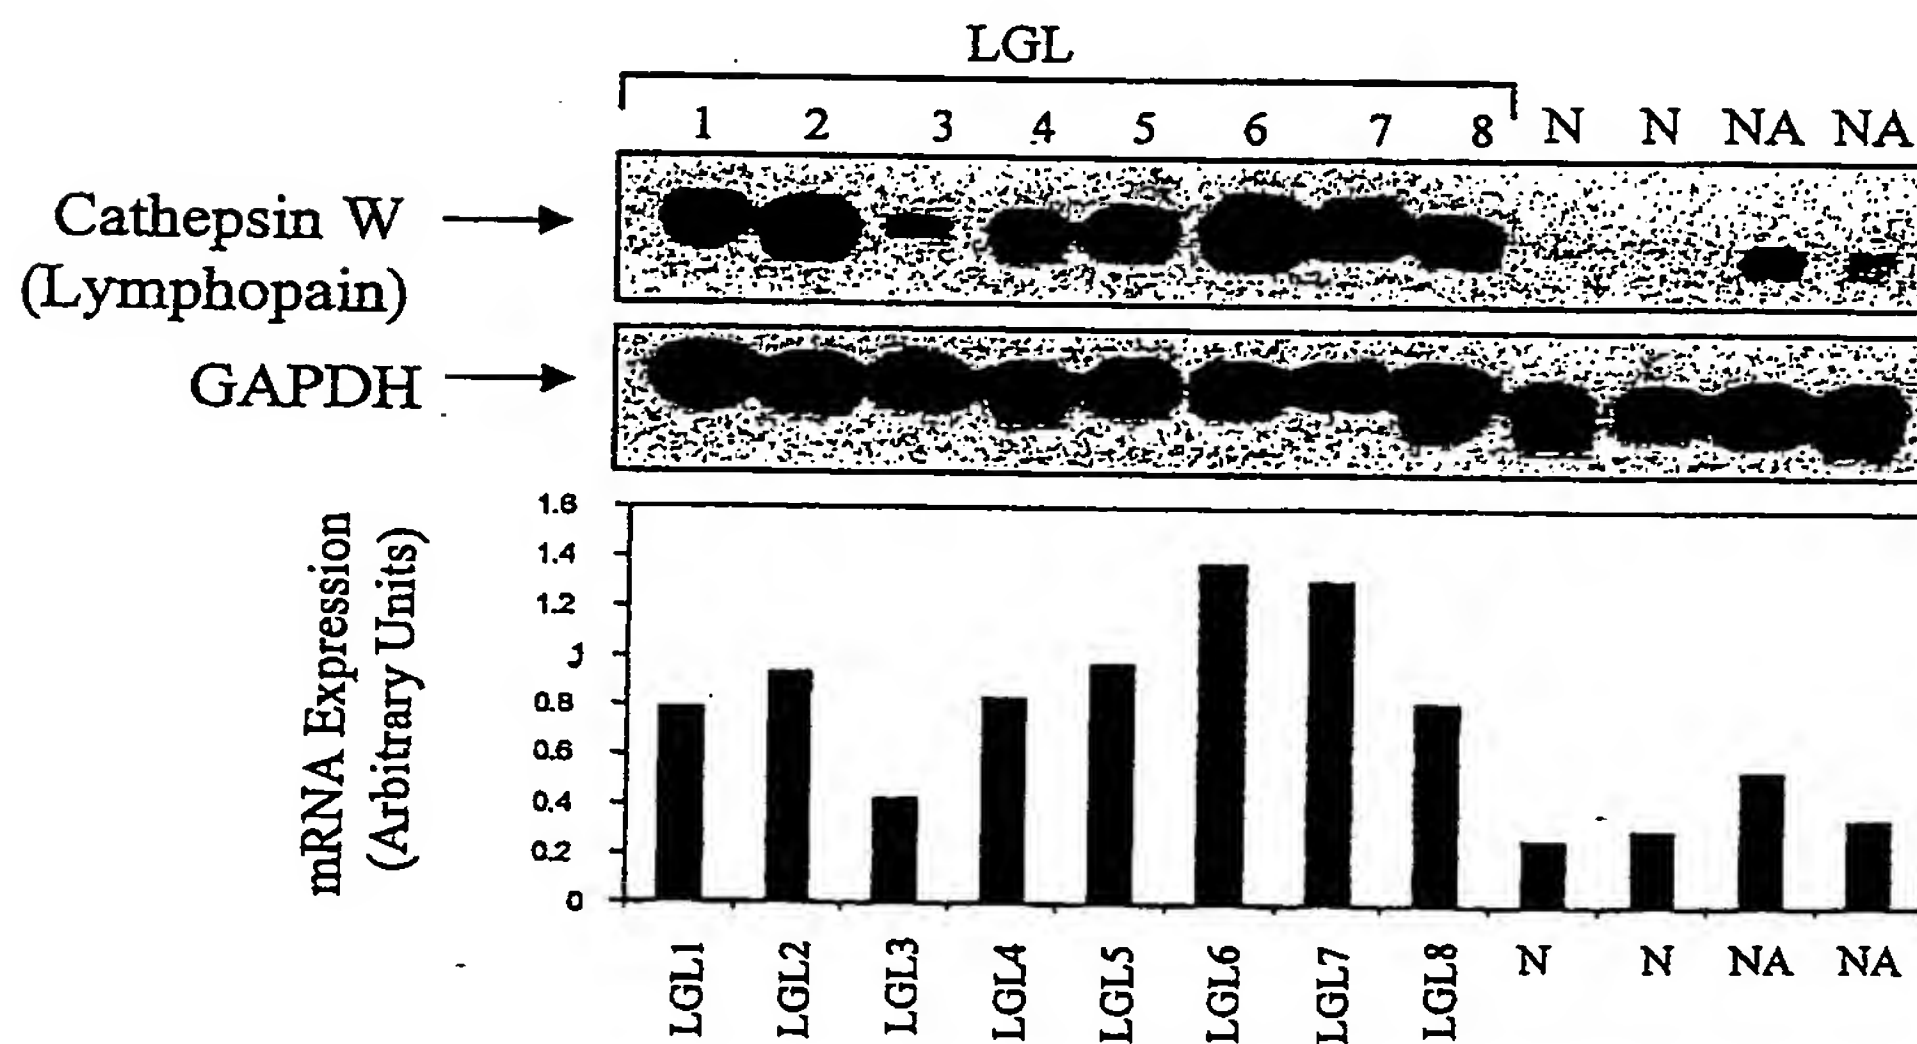 LGL
1 2 3 4 5 6 7 8 N N NA NA
Cathepsin W
(Lymphopain)
GAPDH
mRNA Expression
(Arbitrary Units)
1.6
1.4
1.2
1
0.8
0.6
0.4
0.2
0
LGL1 LGL2 LGL3 LGL4 LGL5 LGL6 LGL7 LGL8 N N NA NA